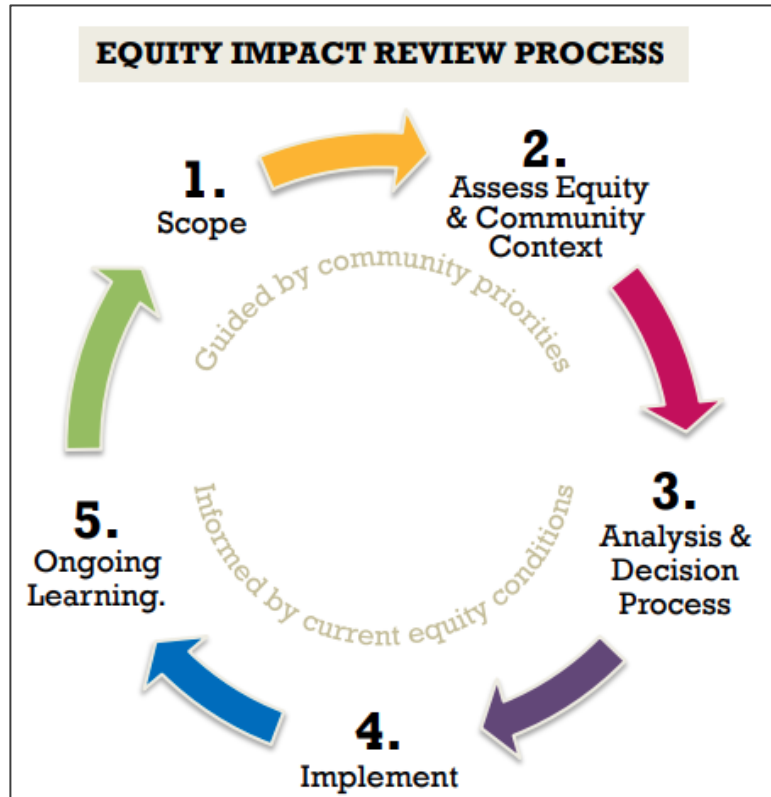 EQUITY IMPACT REVIEW PROCESS
1.
Scope
2.
Assess Equity
& Community
Context
Guided by community priorities
3.
Analysis &
Decision
Process
4.
Implement
5.
Ongoing
Learning.
Informed by current equity conditions